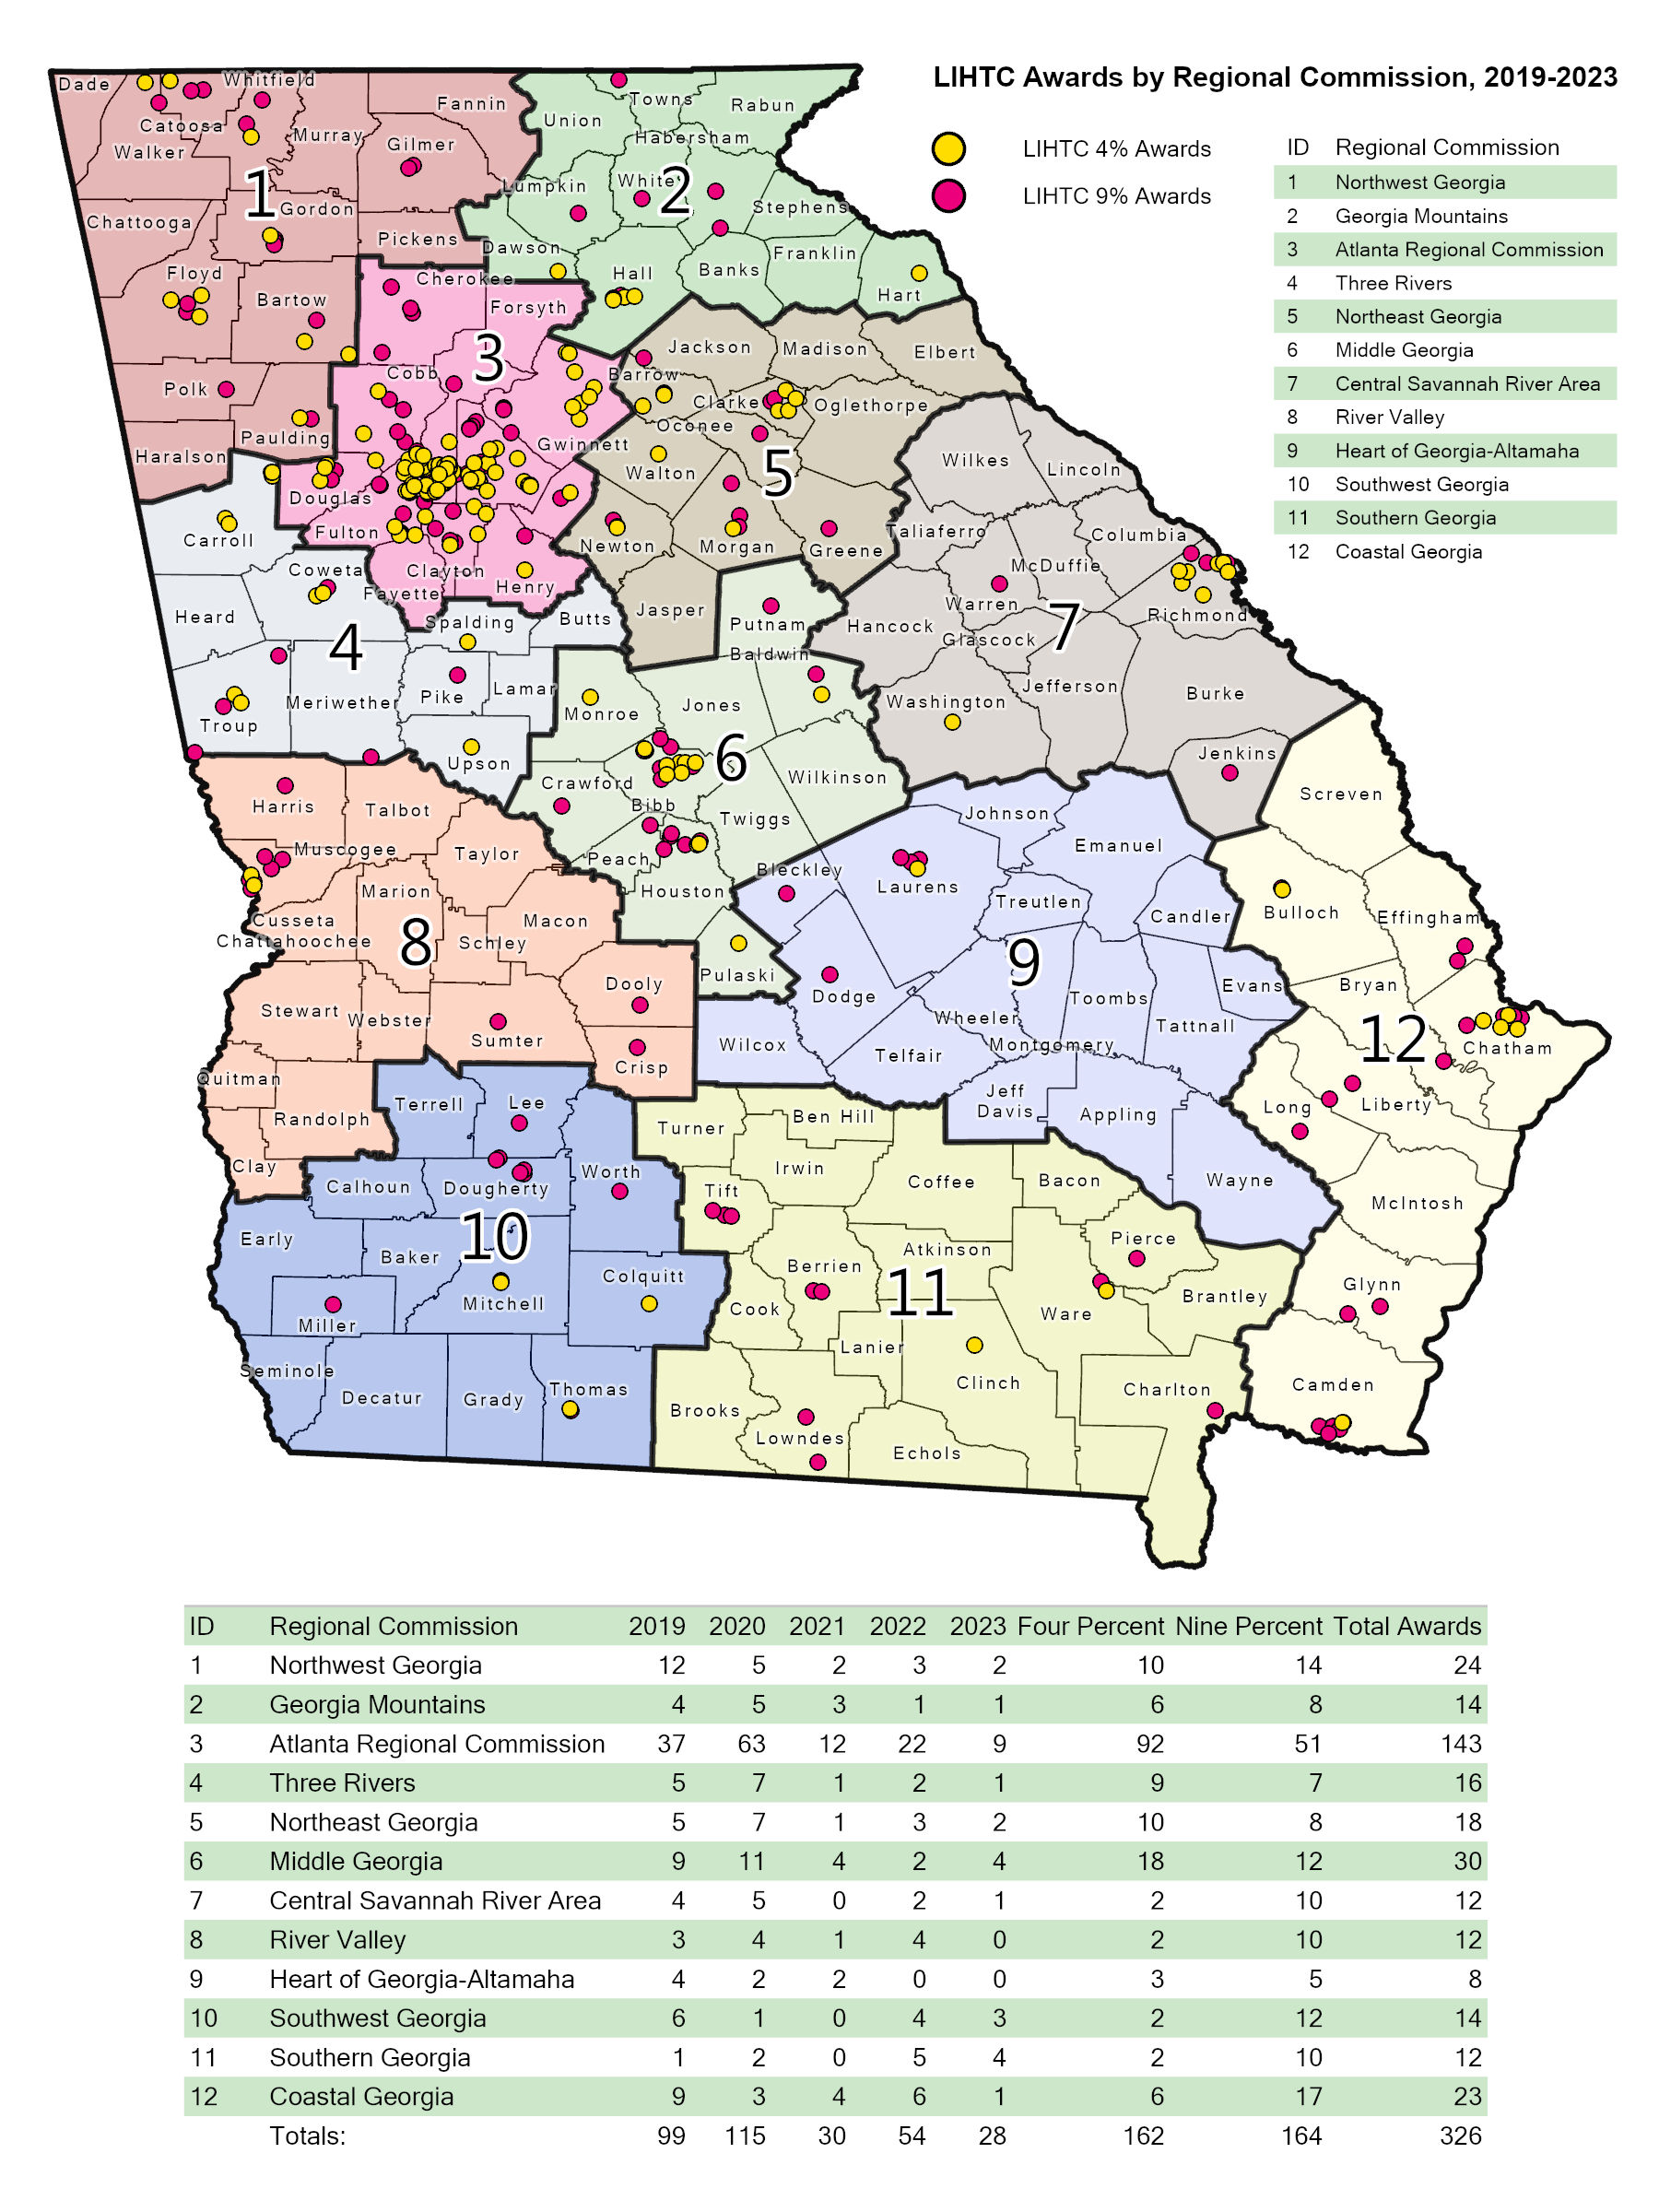 LIHTC Awards by Regional Commission, 2019-2023
LIHTC 4% Awards
LIHTC 9% Awards
ID Regional Commission
1 Northwest Georgia
2 Georgia Mountains
3 Atlanta Regional Commission
4 Three Rivers
5 Northeast Georgia
6 Middle Georgia
7 Central Savannah River Area
8 River Valley
9 Heart of Georgia-Altamaha
10 Southwest Georgia
11 Southern Georgia
12 Coastal Georgia
Dade
Whitfield
Catoosa
Walker
Murray
Fannin
Gilmer
1
Gordon
Chattooga
Pickens
Floyd
Bartow
Polk
Paulding
Haralson
Union
Towns
Rabun
Habersham
Lumpkin
White
2
Stephens
Dawson
Hall
Banks
Franklin
Hart
Cherokee
Forsyth
3
Cobb
Gwinnett
Douglas
Fulton
Clayton
Fayette
Henry
Jackson
Madison
Elbert
Barrow
Clarke
Oglethorpe
Oconee
Walton
5
Newton
Morgan
Greene
Jasper
Carroll
Coweta
Heard
Spalding
Butts
4
Meriwether
Pike
Lamar
Troup
Upson
Putnam
Baldwin
Monroe
Jones
6
Crawford
Wilkinson
Bibb
Twiggs
Peach
Houston
Pulaski
Wilkes
Lincoln
Taliaferro
Columbia
McDuffie
Warren
Richmond
Hancock
Glascock
7
Jefferson
Washington
Burke
Jenkins
Harris
Talbot
Muscogee
Taylor
Marion
Cusseta
Chattahoochee
8
Schley
Macon
Dooly
Stewart
Webster
Sumter
Crisp
Quitman
Randolph
Clay
Johnson
Emanuel
Bleckley
Laurens
Treutlen
Candler
9
Dodge
Evans
Toombs
Wheeler
Tattnall
Wilcox
Telfair
Montgomery
Jeff
Davis
Appling
Wayne
Terrell
Lee
Worth
Calhoun
Dougherty
Early
Baker
10
Colquitt
Mitchell
Miller
Seminole
Decatur
Grady
Thomas
Turner
Ben Hill
Irwin
Tift
Coffee
Bacon
Pierce
Atkinson
Berrien
11
Cook
Ware
Brantley
Lanier
Clinch
Charlton
Brooks
Lowndes
Echols
Screven
Bulloch
Effingham
Bryan
12
Chatham
Long
Liberty
McIntosh
Glynn
Camden
ID Regional Commission 2019 2020 2021 2022 2023 Four Percent Nine Percent Total Awards
1 Northwest Georgia 12 5 2 3 2 10 14 24
2 Georgia Mountains 4 5 3 1 1 6 8 14
3 Atlanta Regional Commission 37 63 12 22 9 92 51 143
4 Three Rivers 5 7 1 2 1 9 7 16
5 Northeast Georgia 5 7 1 3 2 10 8 18
6 Middle Georgia 9 11 4 2 4 18 12 30
7 Central Savannah River Area 4 5 0 2 1 2 10 12
8 River Valley 3 4 1 4 0 2 10 12
9 Heart of Georgia-Altamaha 4 2 2 0 0 3 5 8
10 Southwest Georgia 6 1 0 4 3 2 12 14
11 Southern Georgia 1 2 0 5 4 2 10 12
12 Coastal Georgia 9 3 4 6 1 6 17 23
Totals: 99 115 30 54 28 162 164 326